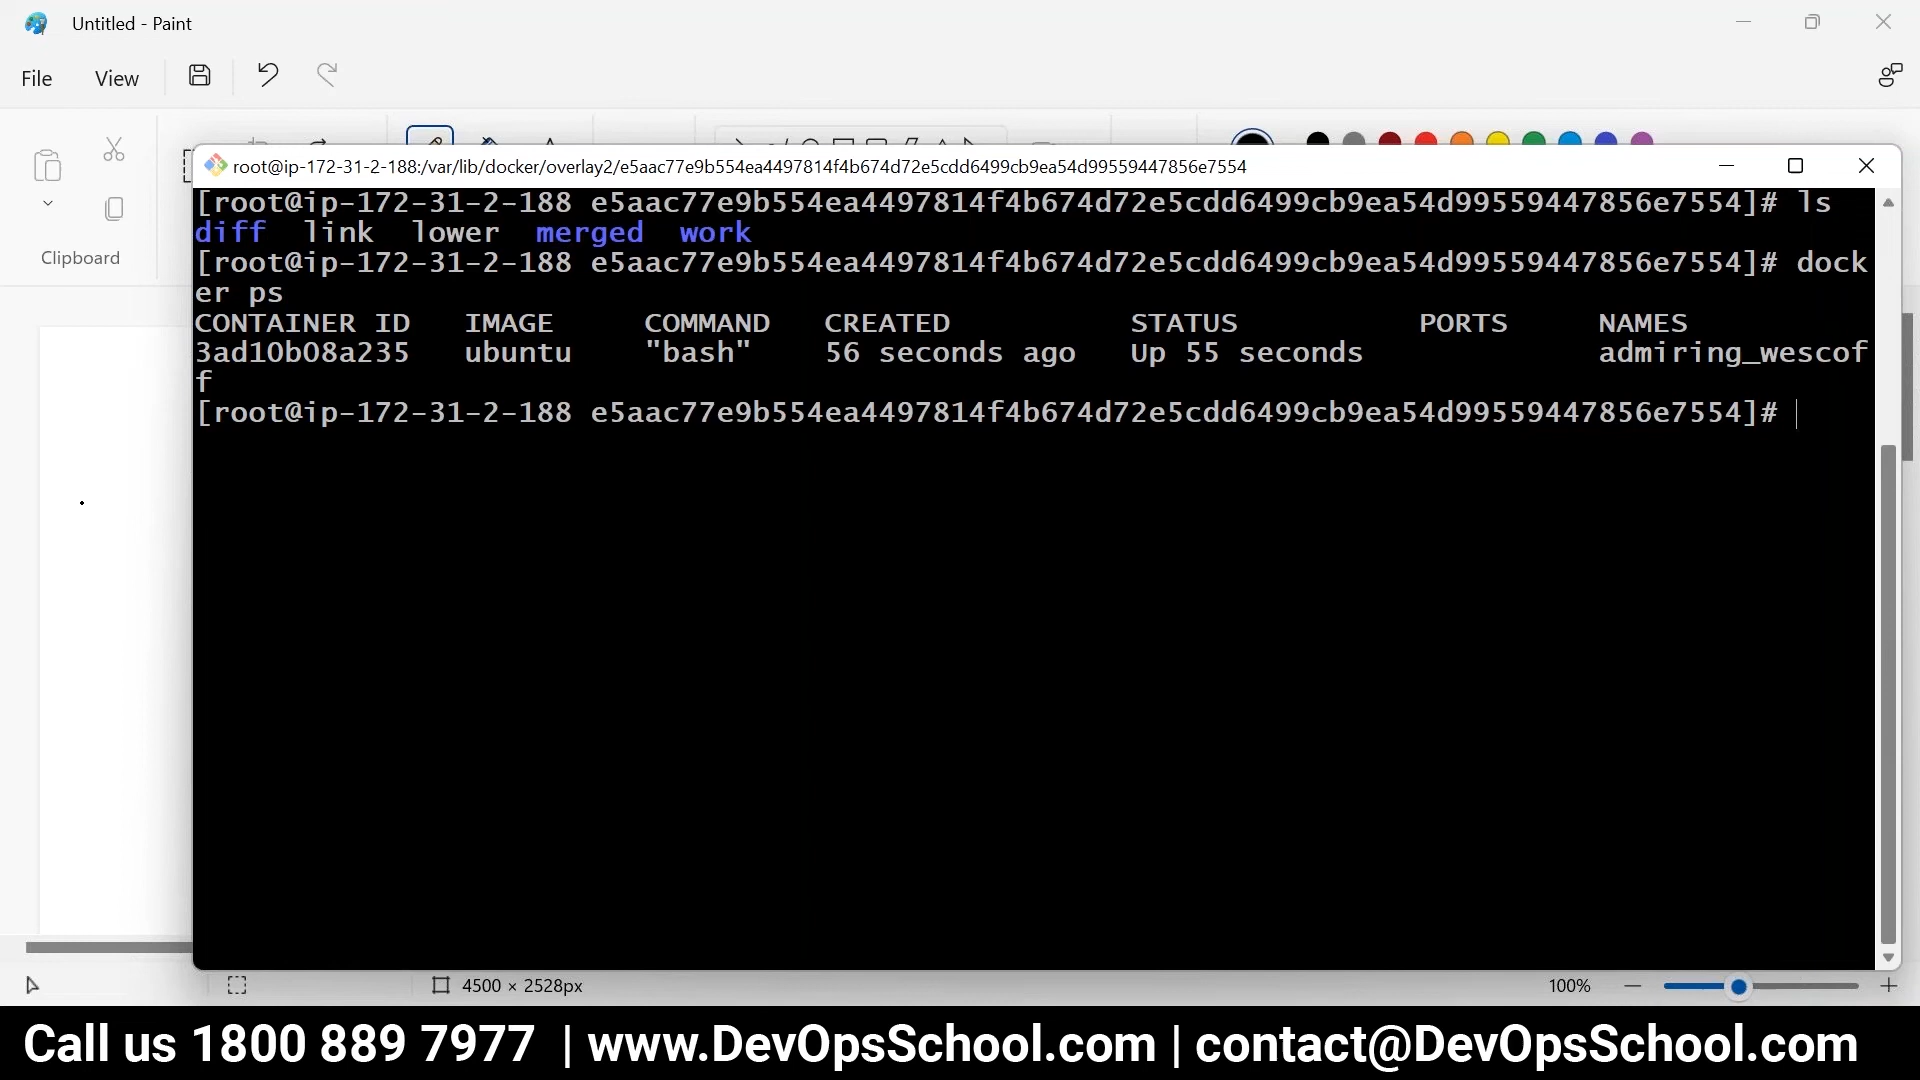 Untitled - Paint
File View
Clipboard
root@ip-172-31-2-188:/var/lib/docker/overlay2/e5aac77e9b554ea4497814f4b674d72e5cdd6499cb9ea54d99559447856e7554
[root@ip-172-31-2-188 e5aac77e9b554ea4497814f4b674d72e5cdd6499cb9ea54d99559447856e7554]# ls
diff link lower merged work
[root@ip-172-31-2-188 e5aac77e9b554ea4497814f4b674d72e5cdd6499cb9ea54d99559447856e7554]# dock
er ps
CONTAINER ID IMAGE COMMAND CREATED STATUS PORTS NAMES
3ad10b08a235 ubuntu "bash" 56 seconds ago Up 55 seconds admiring_wescof
f
[root@ip-172-31-2-188 e5aac77e9b554ea4497814f4b674d72e5cdd6499cb9ea54d99559447856e7554]#
4500 × 2528px 100%
Call us 1800 889 7977 | www.DevOpsSchool.com | contact@DevOpsSchool.com